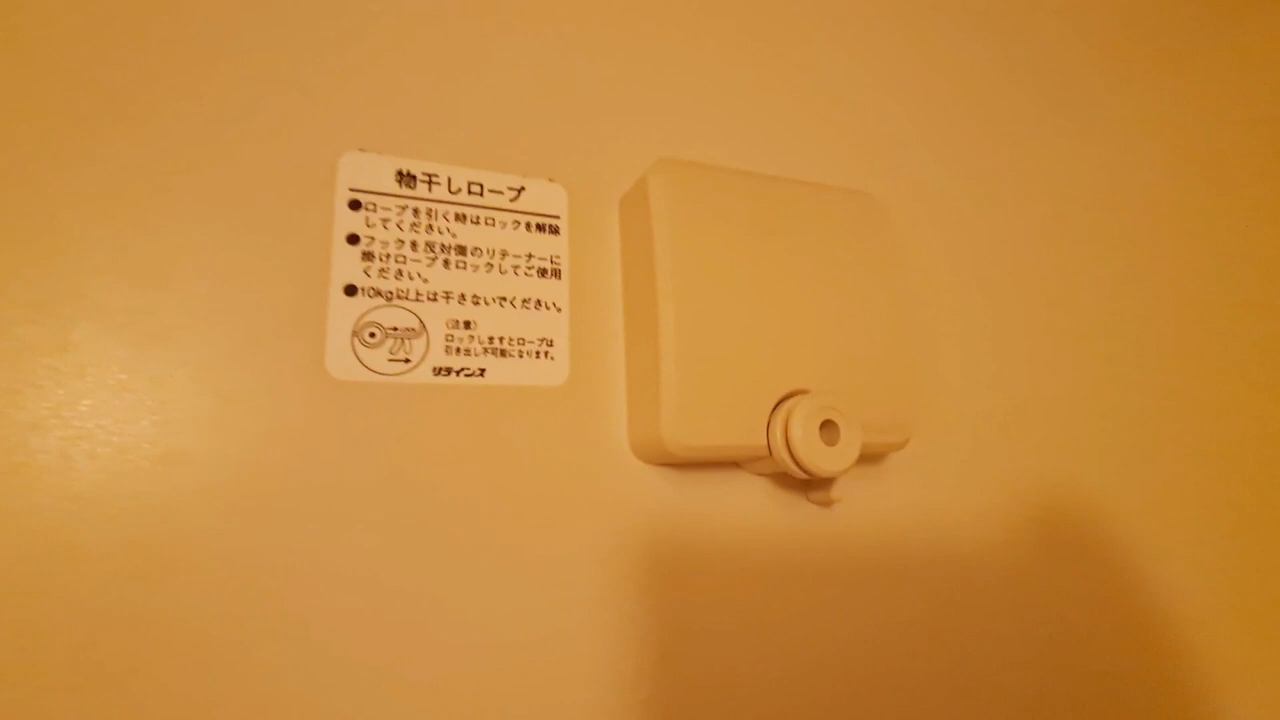 物干しロープ
●ロープを引く時はロックを解除
してください。
●フックを反対側のリテーナーに
掛けロープをロックしてご使用
ください。
●10kg以上は干さないでください。
(注意)
ロックしますとロープは
引き出し不可能になります。
リラインス